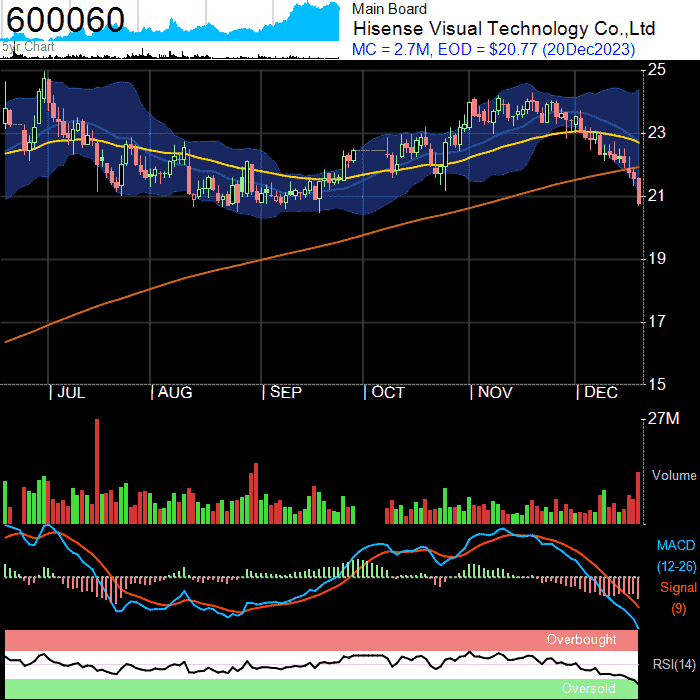 600060
5yr Chart
Main Board
Hisense Visual Technology Co.,Ltd
MC = 2.7M, EOD = $20.77 (20Dec2023)
25
23
21
19
17
15
| JUL | AUG | SEP | OCT | NOV | DEC
27M
Volume
MACD
(12-26)
Signal
(9)
Overbought
RSI(14)
Oversold